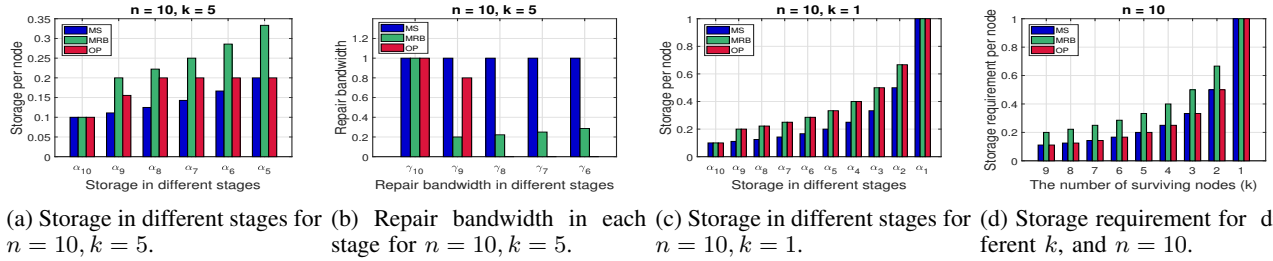 n = 10, k = 5
0.35
0.3
0.25
0.2
0.15
0.1
0.05
0
Storage per node
MS
MRB
OP
α10 α9 α8 α7 α6 α5
Storage in different stages
n = 10, k = 5
1.2
1
0.8
0.6
0.4
0.2
0
Repair bandwidth
MS
MRB
OP
γ10 γ9 γ8 γ7 γ6
Repair bandwidth in different stages
n = 10, k = 1
1
0.8
0.6
0.4
0.2
0
Storage per node
MS
MRB
OP
α10 α9 α8 α7 α6 α5 α4 α3 α2 α1
Storage in different stages
n = 10
1
0.8
0.6
0.4
0.2
0
Storage requirement per node
MS
MRB
OP
9 8 7 6 5 4 3 2 1
The number of surviving nodes (k)
(a) Storage in different stages for
n = 10, k = 5.
(b) Repair bandwidth in each
stage for n = 10, k = 5.
(c) Storage in different stages for
n = 10, k = 1.
(d) Storage requirement for d
ferent k, and n = 10.